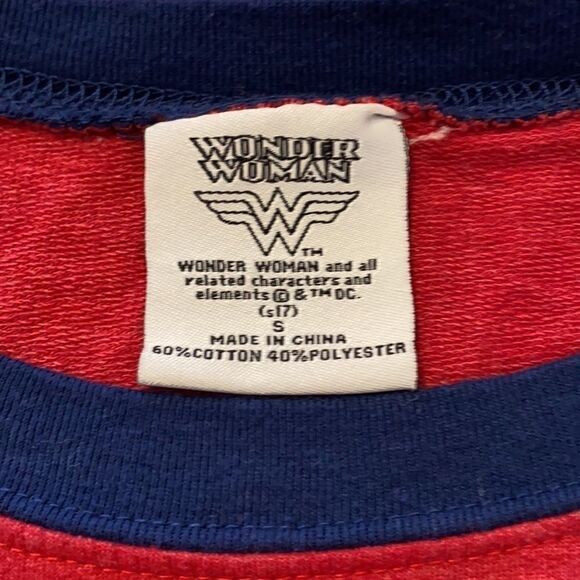 WONDER
WOMAN
W
TM
WONDER WOMAN and all
related characters and
elements © & ™ DC.
(s17)
S
MADE IN CHINA
60%COTTON 40%POLYESTER